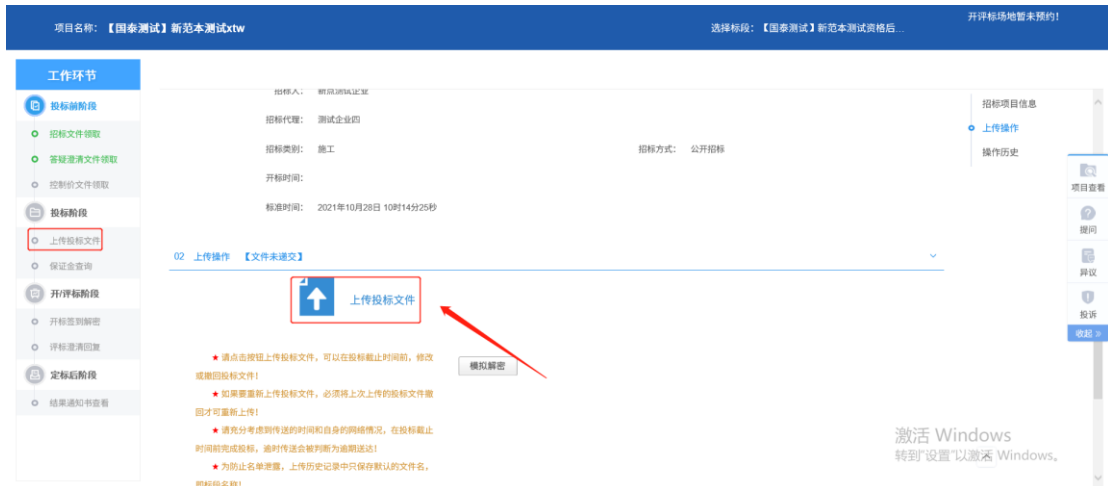 项目名称：【国泰测试】新范本测试xtw
选择标段：【国泰测试】新范本测试资格后...
开评标场地暂未预约！
工作环节
投标前阶段
招标文件领取
答疑澄清文件领取
控制价文件领取
投标阶段
上传投标文件
保证金查询
开/评标阶段
开标签到解密
评标澄清回复
定标后阶段
结果通知书查看
招标人： 新点测试企业
招标代理： 测试企业四
招标类别： 施工
招标方式： 公开招标
开标时间：
标准时间： 2021年10月28日 10时14分25秒
02 上传操作 【文件未递交】
上传投标文件
模拟解密
★ 请点击按钮上传投标文件，可以在投标截止时间前，修改
或撤回投标文件！
★ 如果要重新上传投标文件，必须将上次上传的投标文件撤
回才可重新上传！
★ 请充分考虑到传送的时间和自身的网络情况，在投标截止
时间前完成投标，逾时传送会被判断为逾期送达！
★ 为防止名单泄露，上传历史记录中只保存默认的文件名，
即标段名称！
招标项目信息
上传操作
操作历史
项目查看
提问
异议
投诉
收起 »
激活 Windows
转到"设置"以激活 Windows。